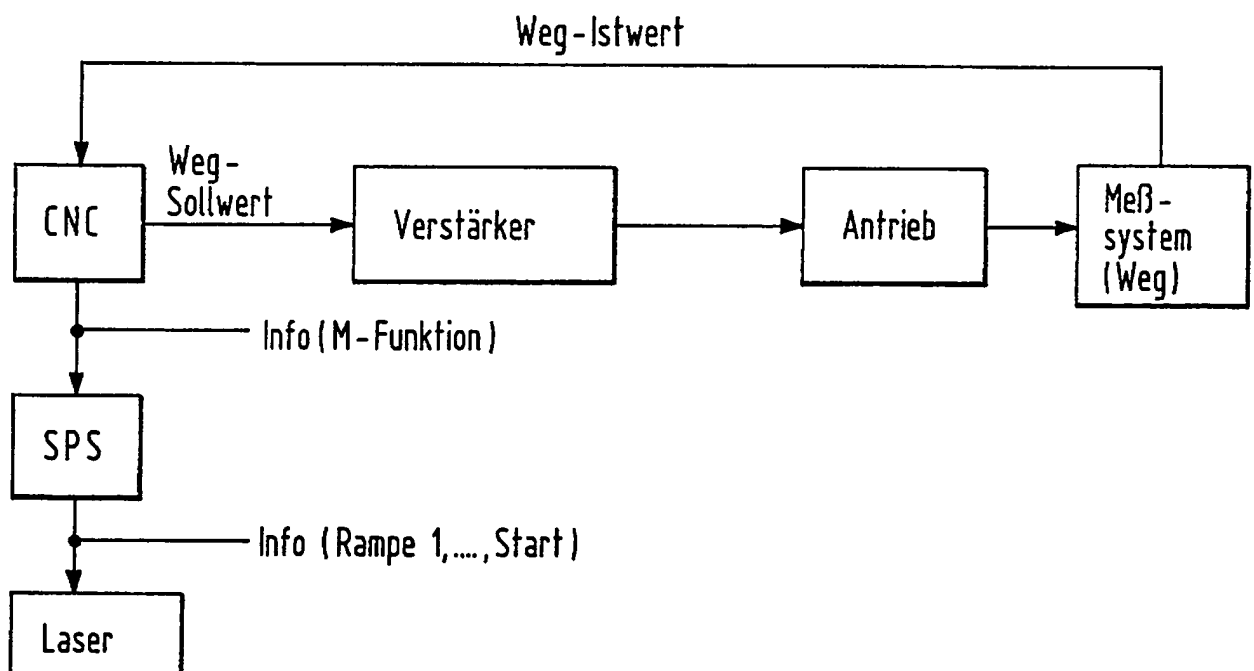 Weg-Istwert
Weg-
Sollwert
CNC
Verstärker
Antrieb
Meß-
system
(Weg)
Info (M-Funktion)
SPS
Info (Rampe 1,....,Start)
Laser